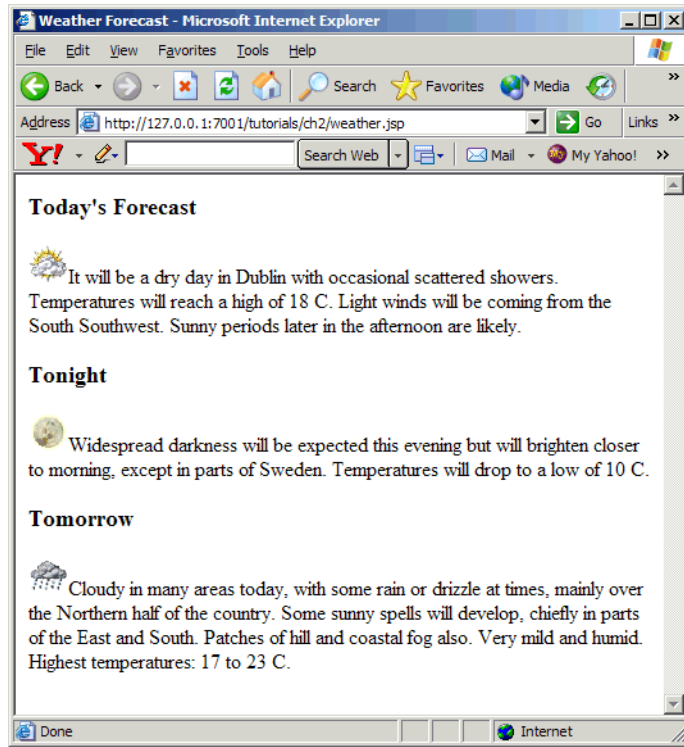 Weather Forecast - Microsoft Internet Explorer
File Edit View Favorites Tools Help
Back Search Favorites Media »
Address http://127.0.0.1:7001/tutorials/ch2/weather.jsp Go Links »
Y! Search Web Mail My Yahoo! »
Today's Forecast
It will be a dry day in Dublin with occasional scattered showers.
Temperatures will reach a high of 18 C. Light winds will be coming from the
South Southwest. Sunny periods later in the afternoon are likely.
Tonight
Widespread darkness will be expected this evening but will brighten closer
to morning, except in parts of Sweden. Temperatures will drop to a low of 10 C.
Tomorrow
Cloudy in many areas today, with some rain or drizzle at times, mainly over
the Northern half of the country. Some sunny spells will develop, chiefly in parts
of the East and South. Patches of hill and coastal fog also. Very mild and humid.
Highest temperatures: 17 to 23 C.
Done Internet